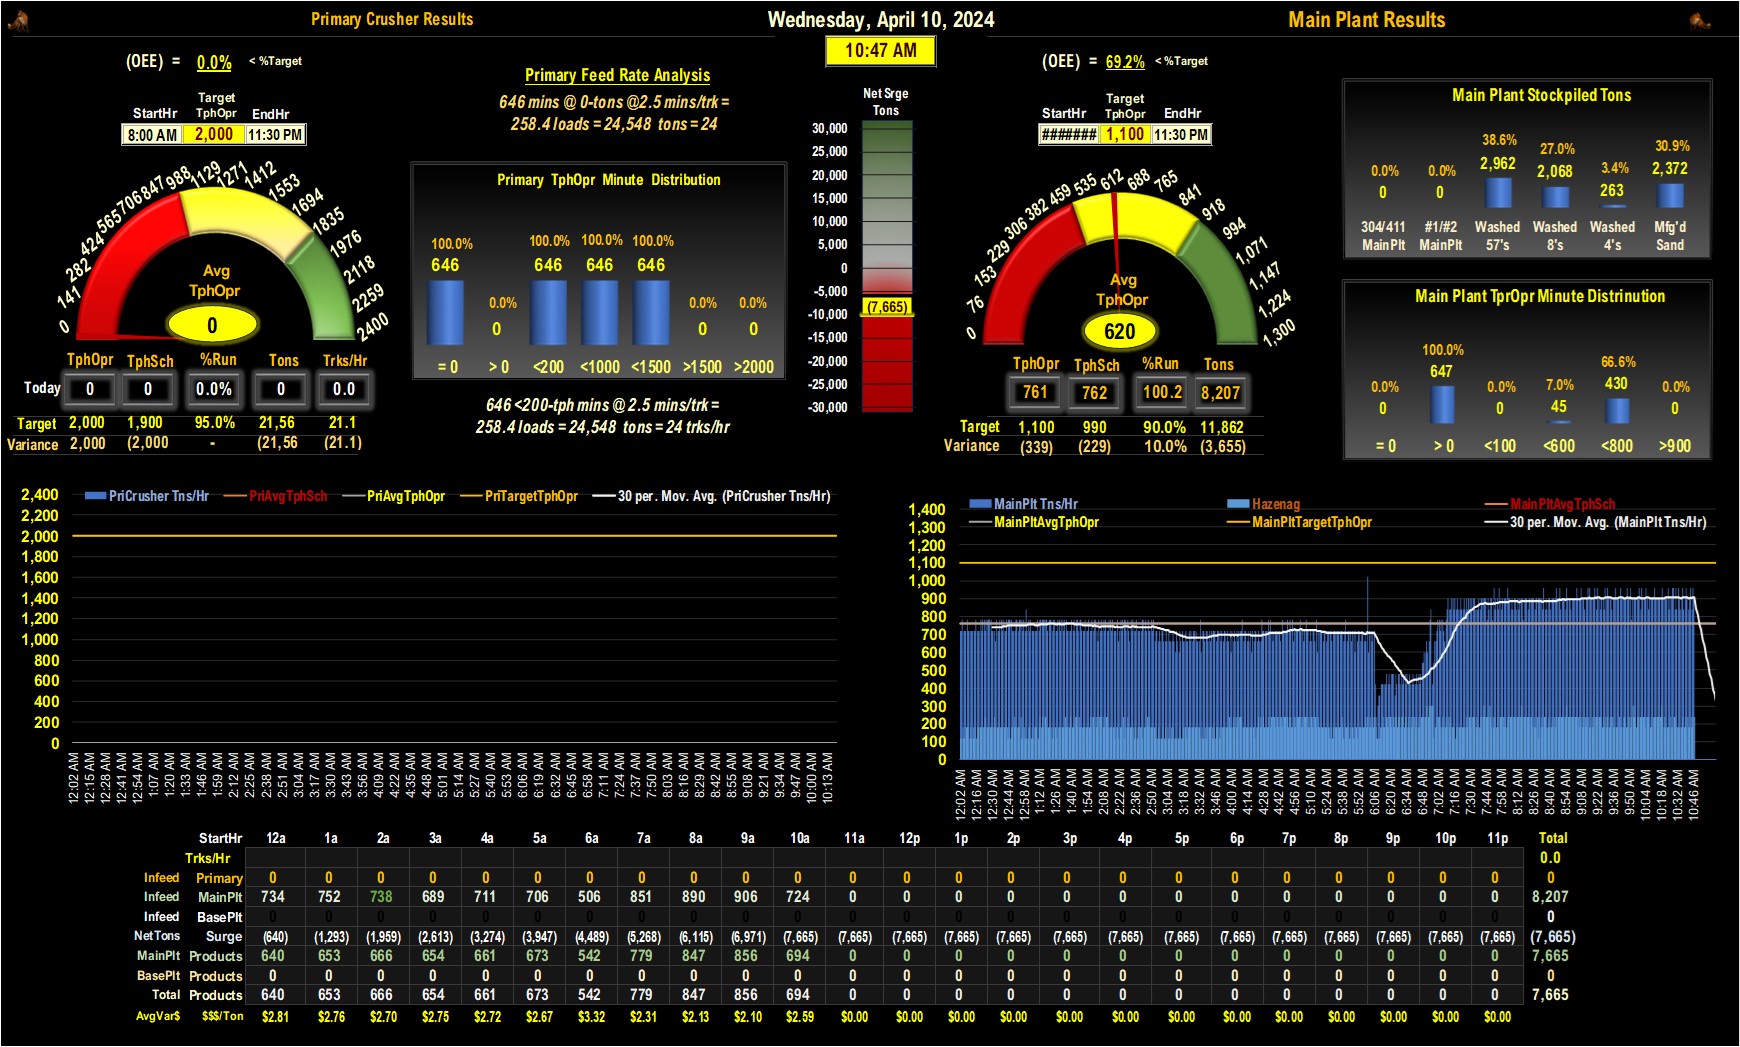 Primary Crusher Results
Wednesday, April 10, 2024
Main Plant Results
10:47 AM
(OEE) = 0.0% < %Target
StartHr Target TphOpr EndHr
8:00 AM 2,000 11:30 PM
0 141 282 424 565 706 847 988 1129 1271 1412 1553 1694 1835 1976 2118 2259 2400
Avg
TphOpr
0
TphOpr TphSch %Run Tons Trks/Hr
Today 0 0 0.0% 0 0.0
Target 2,000 1,900 95.0% 21,56 21.1
Variance 2,000 (2,000 - (21,56 (21.1)
Primary Feed Rate Analysis
646 mins @ 0-tons @2.5 mins/trk =
258.4 loads = 24,548 tons = 24
Primary TphOpr Minute Distribution
100.0% 0.0% 100.0% 100.0% 100.0% 0.0% 0.0%
646 0 646 646 646 0 0
= 0 > 0 <200 <1000 <1500 >1500 >2000
646 <200-tph mins @ 2.5 mins/trk =
258.4 loads = 24,548 tons = 24 trks/hr
Net Srge
Tons
30,000
25,000
20,000
15,000
10,000
5,000
0
-5,000
(7,665)
-10,000
-15,000
-20,000
-25,000
-30,000
(OEE) = 69.2% < %Target
StartHr Target TphOpr EndHr
####### 1,100 11:30 PM
0 76 153 229 306 382 459 535 612 688 765 841 918 994 1,071 1,147 1,224 1,300
Avg
TphOpr
620
TphOpr TphSch %Run Tons
761 762 100.2 8,207
Target 1,100 990 90.0% 11,862
Variance (339) (229) 10.0% (3,655)
Main Plant Stockpiled Tons
0.0% 0.0% 38.6% 27.0% 3.4% 30.9%
0 0 2,962 2,068 263 2,372
304/411 #1/#2 Washed Washed Washed Mfg'd
MainPlt MainPlt 57's 8's 4's Sand
Main Plant TprOpr Minute Distrinution
0.0% 100.0% 0.0% 7.0% 66.6% 0.0%
0 647 0 45 430 0
= 0 > 0 <100 <600 <800 >900
PriCrusher Tns/Hr PriAvgTphSch PriAvgTphOpr PriTargetTphOpr 30 per. Mov. Avg. (PriCrusher Tns/Hr)
2,400
2,200
2,000
1,800
1,600
1,400
1,200
1,000
800
600
400
200
0
12:02 AM 12:15 AM 12:28 AM 12:41 AM 12:54 AM 1:07 AM 1:20 AM 1:33 AM 1:46 AM 1:59 AM 2:12 AM 2:25 AM 2:38 AM 2:51 AM 3:04 AM 3:17 AM 3:30 AM 3:43 AM 3:56 AM 4:09 AM 4:22 AM 4:35 AM 4:48 AM 5:01 AM 5:14 AM 5:27 AM 5:40 AM 5:53 AM 6:06 AM 6:19 AM 6:32 AM 6:45 AM 6:58 AM 7:11 AM 7:24 AM 7:37 AM 7:50 AM 8:03 AM 8:16 AM 8:29 AM 8:42 AM 8:55 AM 9:08 AM 9:21 AM 9:34 AM 9:47 AM 10:00 AM 10:13 AM
MainPlt Tns/Hr Hazenag MainPltAvgTphSch
MainPltAvgTphOpr MainPltTargetTphOpr 30 per. Mov. Avg. (MainPlt Tns/Hr)
1,400
1,300
1,200
1,100
1,000
900
800
700
600
500
400
300
200
100
0
12:02 AM 12:16 AM 12:30 AM 12:44 AM 12:58 AM 1:12 AM 1:26 AM 1:40 AM 1:54 AM 2:08 AM 2:22 AM 2:36 AM 2:50 AM 3:04 AM 3:18 AM 3:32 AM 3:46 AM 4:00 AM 4:14 AM 4:28 AM 4:42 AM 4:56 AM 5:10 AM 5:24 AM 5:38 AM 5:52 AM 6:06 AM 6:20 AM 6:34 AM 6:48 AM 7:02 AM 7:16 AM 7:30 AM 7:44 AM 7:58 AM 8:12 AM 8:26 AM 8:40 AM 8:54 AM 9:08 AM 9:22 AM 9:36 AM 9:50 AM 10:04 AM 10:18 AM 10:32 AM 10:46 AM
StartHr 12a 1a 2a 3a 4a 5a 6a 7a 8a 9a 10a 11a 12p 1p 2p 3p 4p 5p 6p 7p 8p 9p 10p 11p Total
Trks/Hr 0.0
Infeed Primary 0 0 0 0 0 0 0 0 0 0 0 0 0 0 0 0 0 0 0 0 0 0 0 0 0
Infeed MainPlt 734 752 738 689 711 706 506 851 890 906 724 0 0 0 0 0 0 0 0 0 0 0 0 0 8,207
Infeed BasePlt 0 0 0 0 0 0 0 0 0 0 0 0 0 0 0 0 0 0 0 0 0 0 0 0 0
NetTons Surge (640) (1,293) (1,959) (2,613) (3,274) (3,947) (4,489) (5,268) (6,115) (6,971) (7,665) (7,665) (7,665) (7,665) (7,665) (7,665) (7,665) (7,665) (7,665) (7,665) (7,665) (7,665) (7,665) (7,665) (7,665)
MainPlt Products 640 653 666 654 661 673 542 779 847 856 694 0 0 0 0 0 0 0 0 0 0 0 0 0 7,665
BasePlt Products 0 0 0 0 0 0 0 0 0 0 0 0 0 0 0 0 0 0 0 0 0 0 0 0 0
Total Products 640 653 666 654 661 673 542 779 847 856 694 0 0 0 0 0 0 0 0 0 0 0 0 0 7,665
AvgVar$ $$$/Ton $2.81 $2.76 $2.70 $2.75 $2.72 $2.67 $3.32 $2.31 $2.13 $2.10 $2.59 $0.00 $0.00 $0.00 $0.00 $0.00 $0.00 $0.00 $0.00 $0.00 $0.00 $0.00 $0.00 $0.00